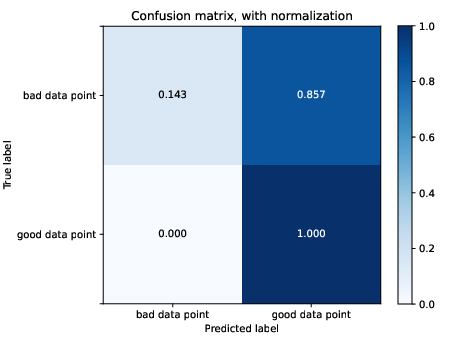 Confusion matrix, with normalization
True label
bad data point
0.143
0.857
good data point
0.000
1.000
bad data point
good data point
Predicted label
1.0
0.8
0.6
0.4
0.2
0.0